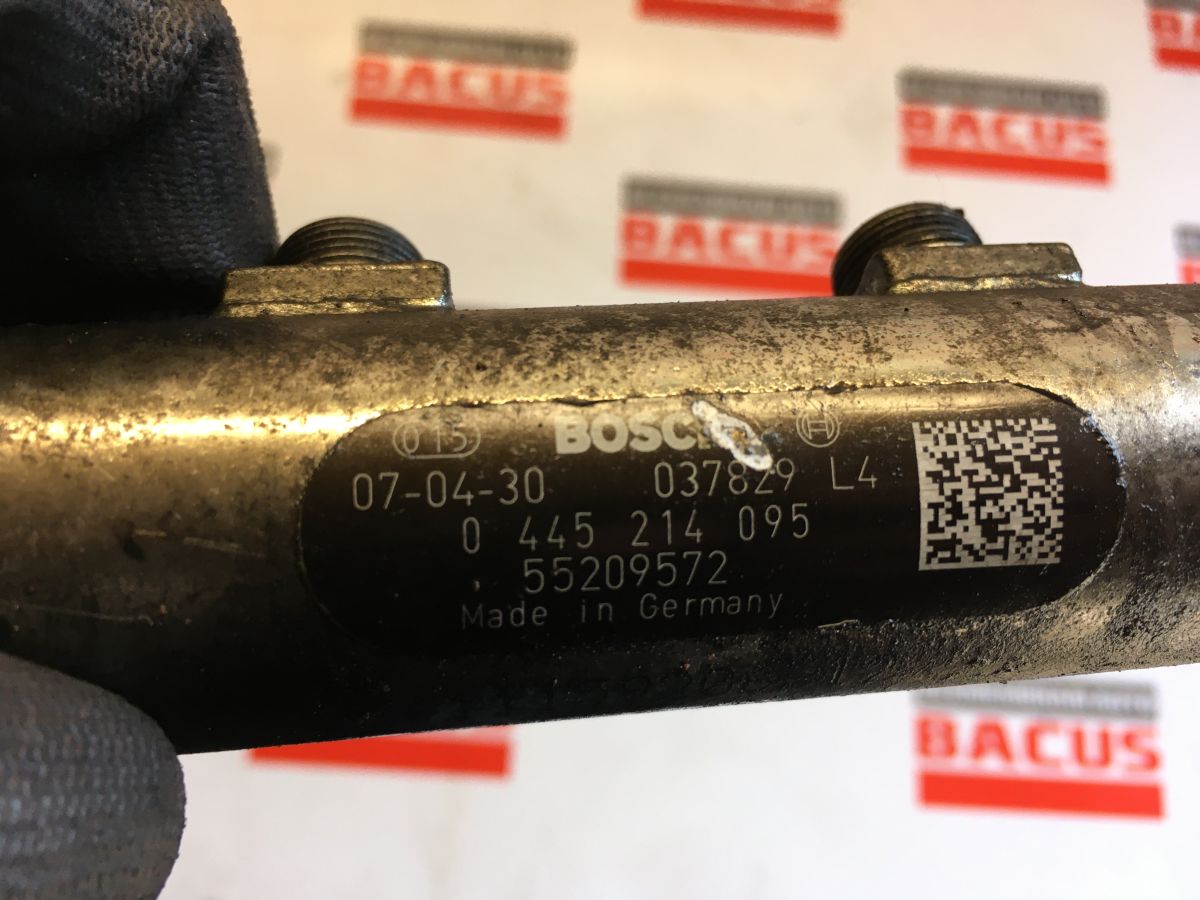 BACUS
BACUS
BACUS
015 BOSCH
07-04-30 037829 L4
0 445 214 095
55209572
Made in Germany
BACUS